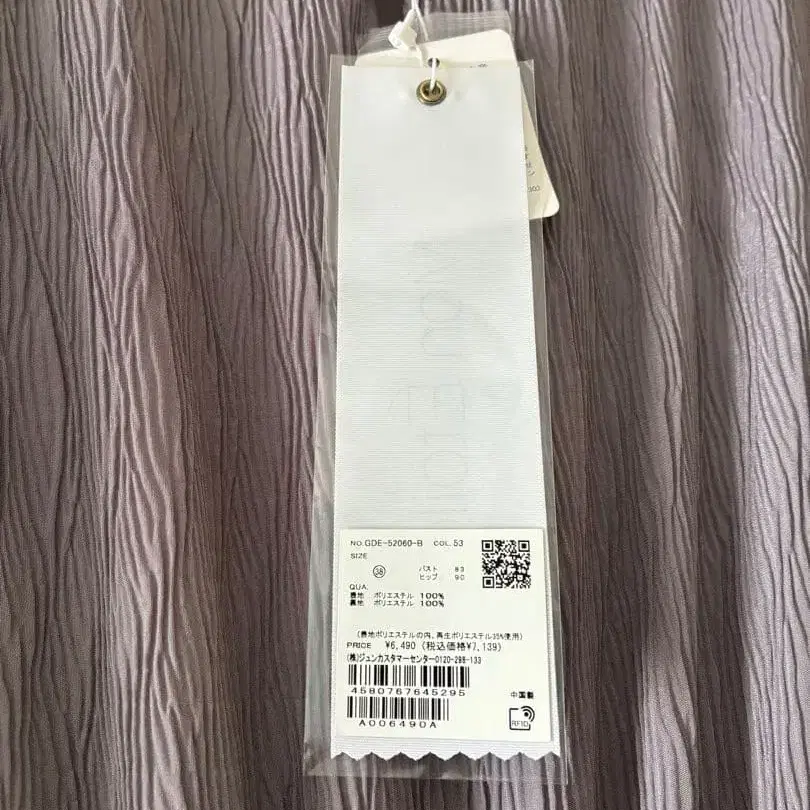 NO. GDE-52060-B COL. 53
SIZE
38 バスト 83
ヒップ 90
QUA.
表地 ポリエステル 100%
裏地 ポリエステル 100%
(表地ポリエステルの内、再生ポリエステル35%使用)
PRICE ¥6,490 (税込価格¥7,139)
(株)ジュンカスタマーセンター0120-298-133
4580767645295
中国製
A006490A
RFID